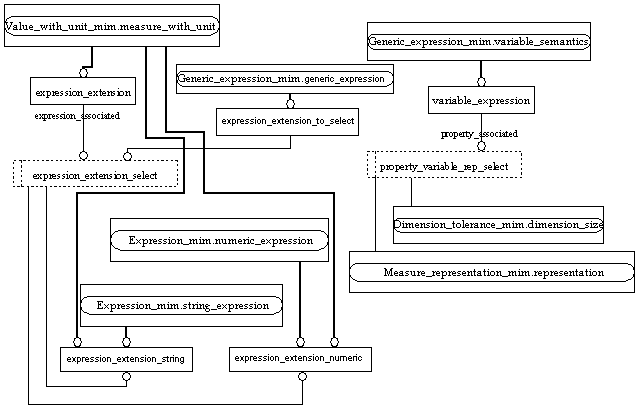 Value_with_unit_mim.measure_with_unit
Generic_expression_mim.variable_semantics
Generic_expression_mim.generic_expression
expression_extension
variable_expression
expression_associated
expression_extension_to_select
property_associated
expression_extension_select
property_variable_rep_select
Dimension_tolerance_mim.dimension_size
Expression_mim.numeric_expression
Measure_representation_mim.representation
Expression_mim.string_expression
expression_extension_string
expression_extension_numeric